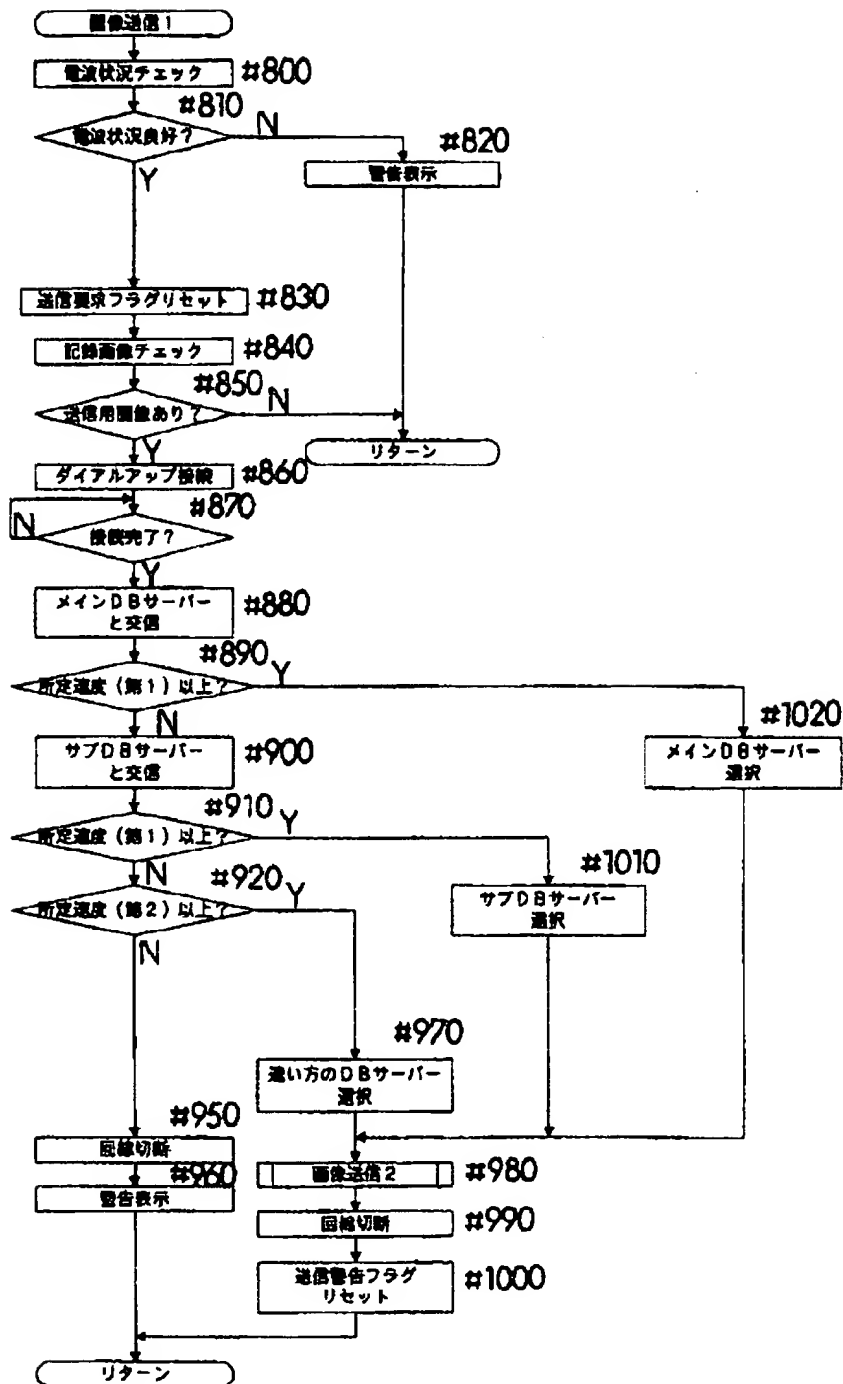 画像送信1
電波状況チェック
#800
#810
電波状況良好?
N
#820
警告表示
Y
送信要求フラグリセット
#830
記録画像チェック
#840
#850
送信用画像あり?
N
リターン
Y
ダイアルアップ接続
#860
#870
N
接続完了?
Y
メインDBサーバー
と交信
#880
#890
所定速度(第1)以上?
Y
N
#1020
サブDBサーバー
と交信
#900
メインDBサーバー
選択
#910
所定速度(第1)以上?
Y
N
#1010
#920
所定速度(第2)以上?
Y
サブDBサーバー
選択
N
#970
速い方のDBサーバー
選択
#950
回線切断
#960
警告表示
画像送信2
#980
回線切断
#990
送信警告フラグ
リセット
#1000
リターン